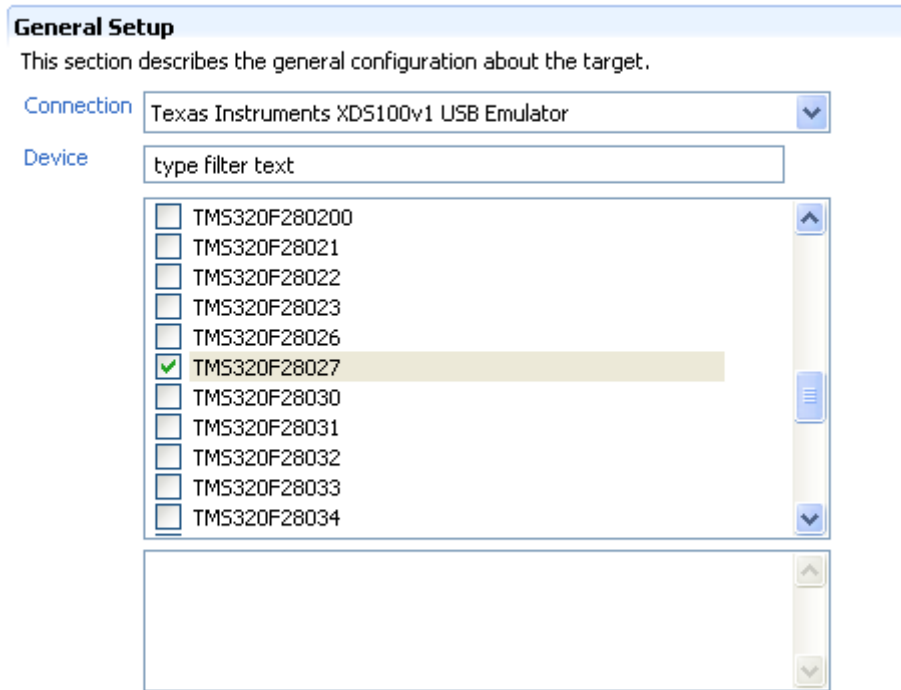 General Setup
This section describes the general configuration about the target.
Connection Texas Instruments XDS100v1 USB Emulator
Device type filter text
TMS320F280200
TMS320F28021
TMS320F28022
TMS320F28023
TMS320F28026
TMS320F28027
TMS320F28030
TMS320F28031
TMS320F28032
TMS320F28033
TMS320F28034